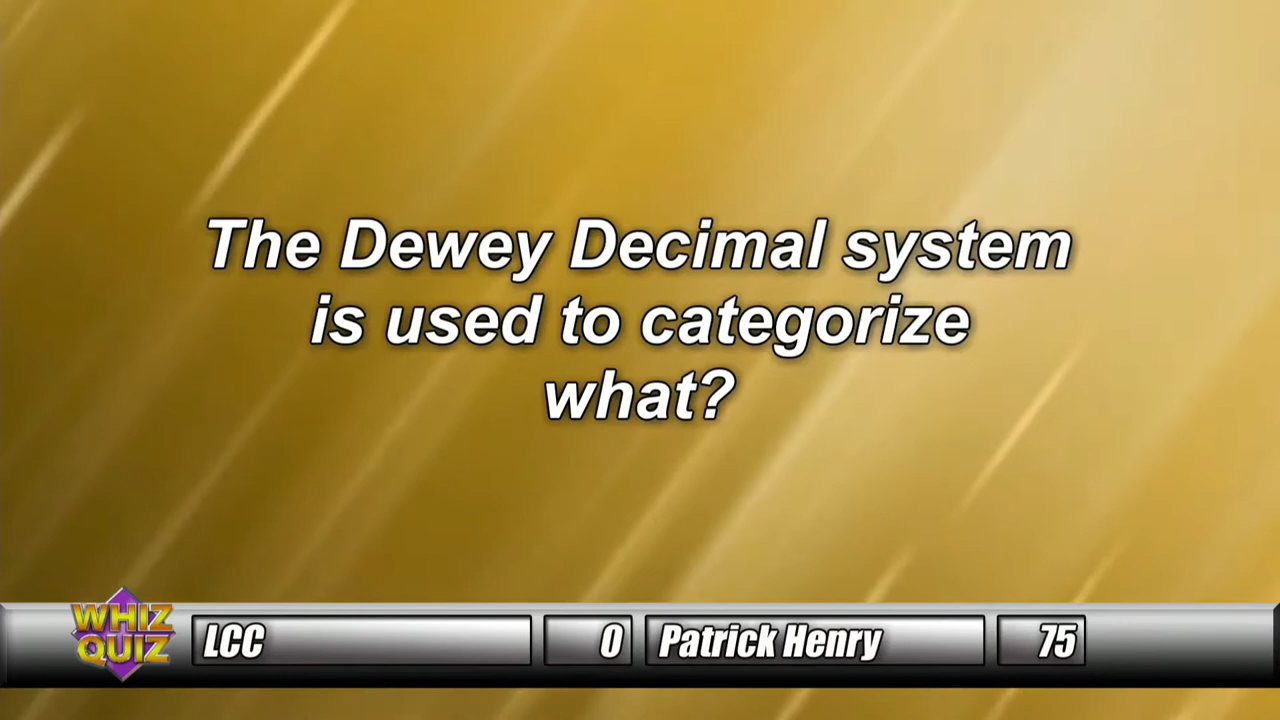 The Dewey Decimal system
is used to categorize
what?
WHIZ
QUIZ
LCC
0
Patrick Henry
75